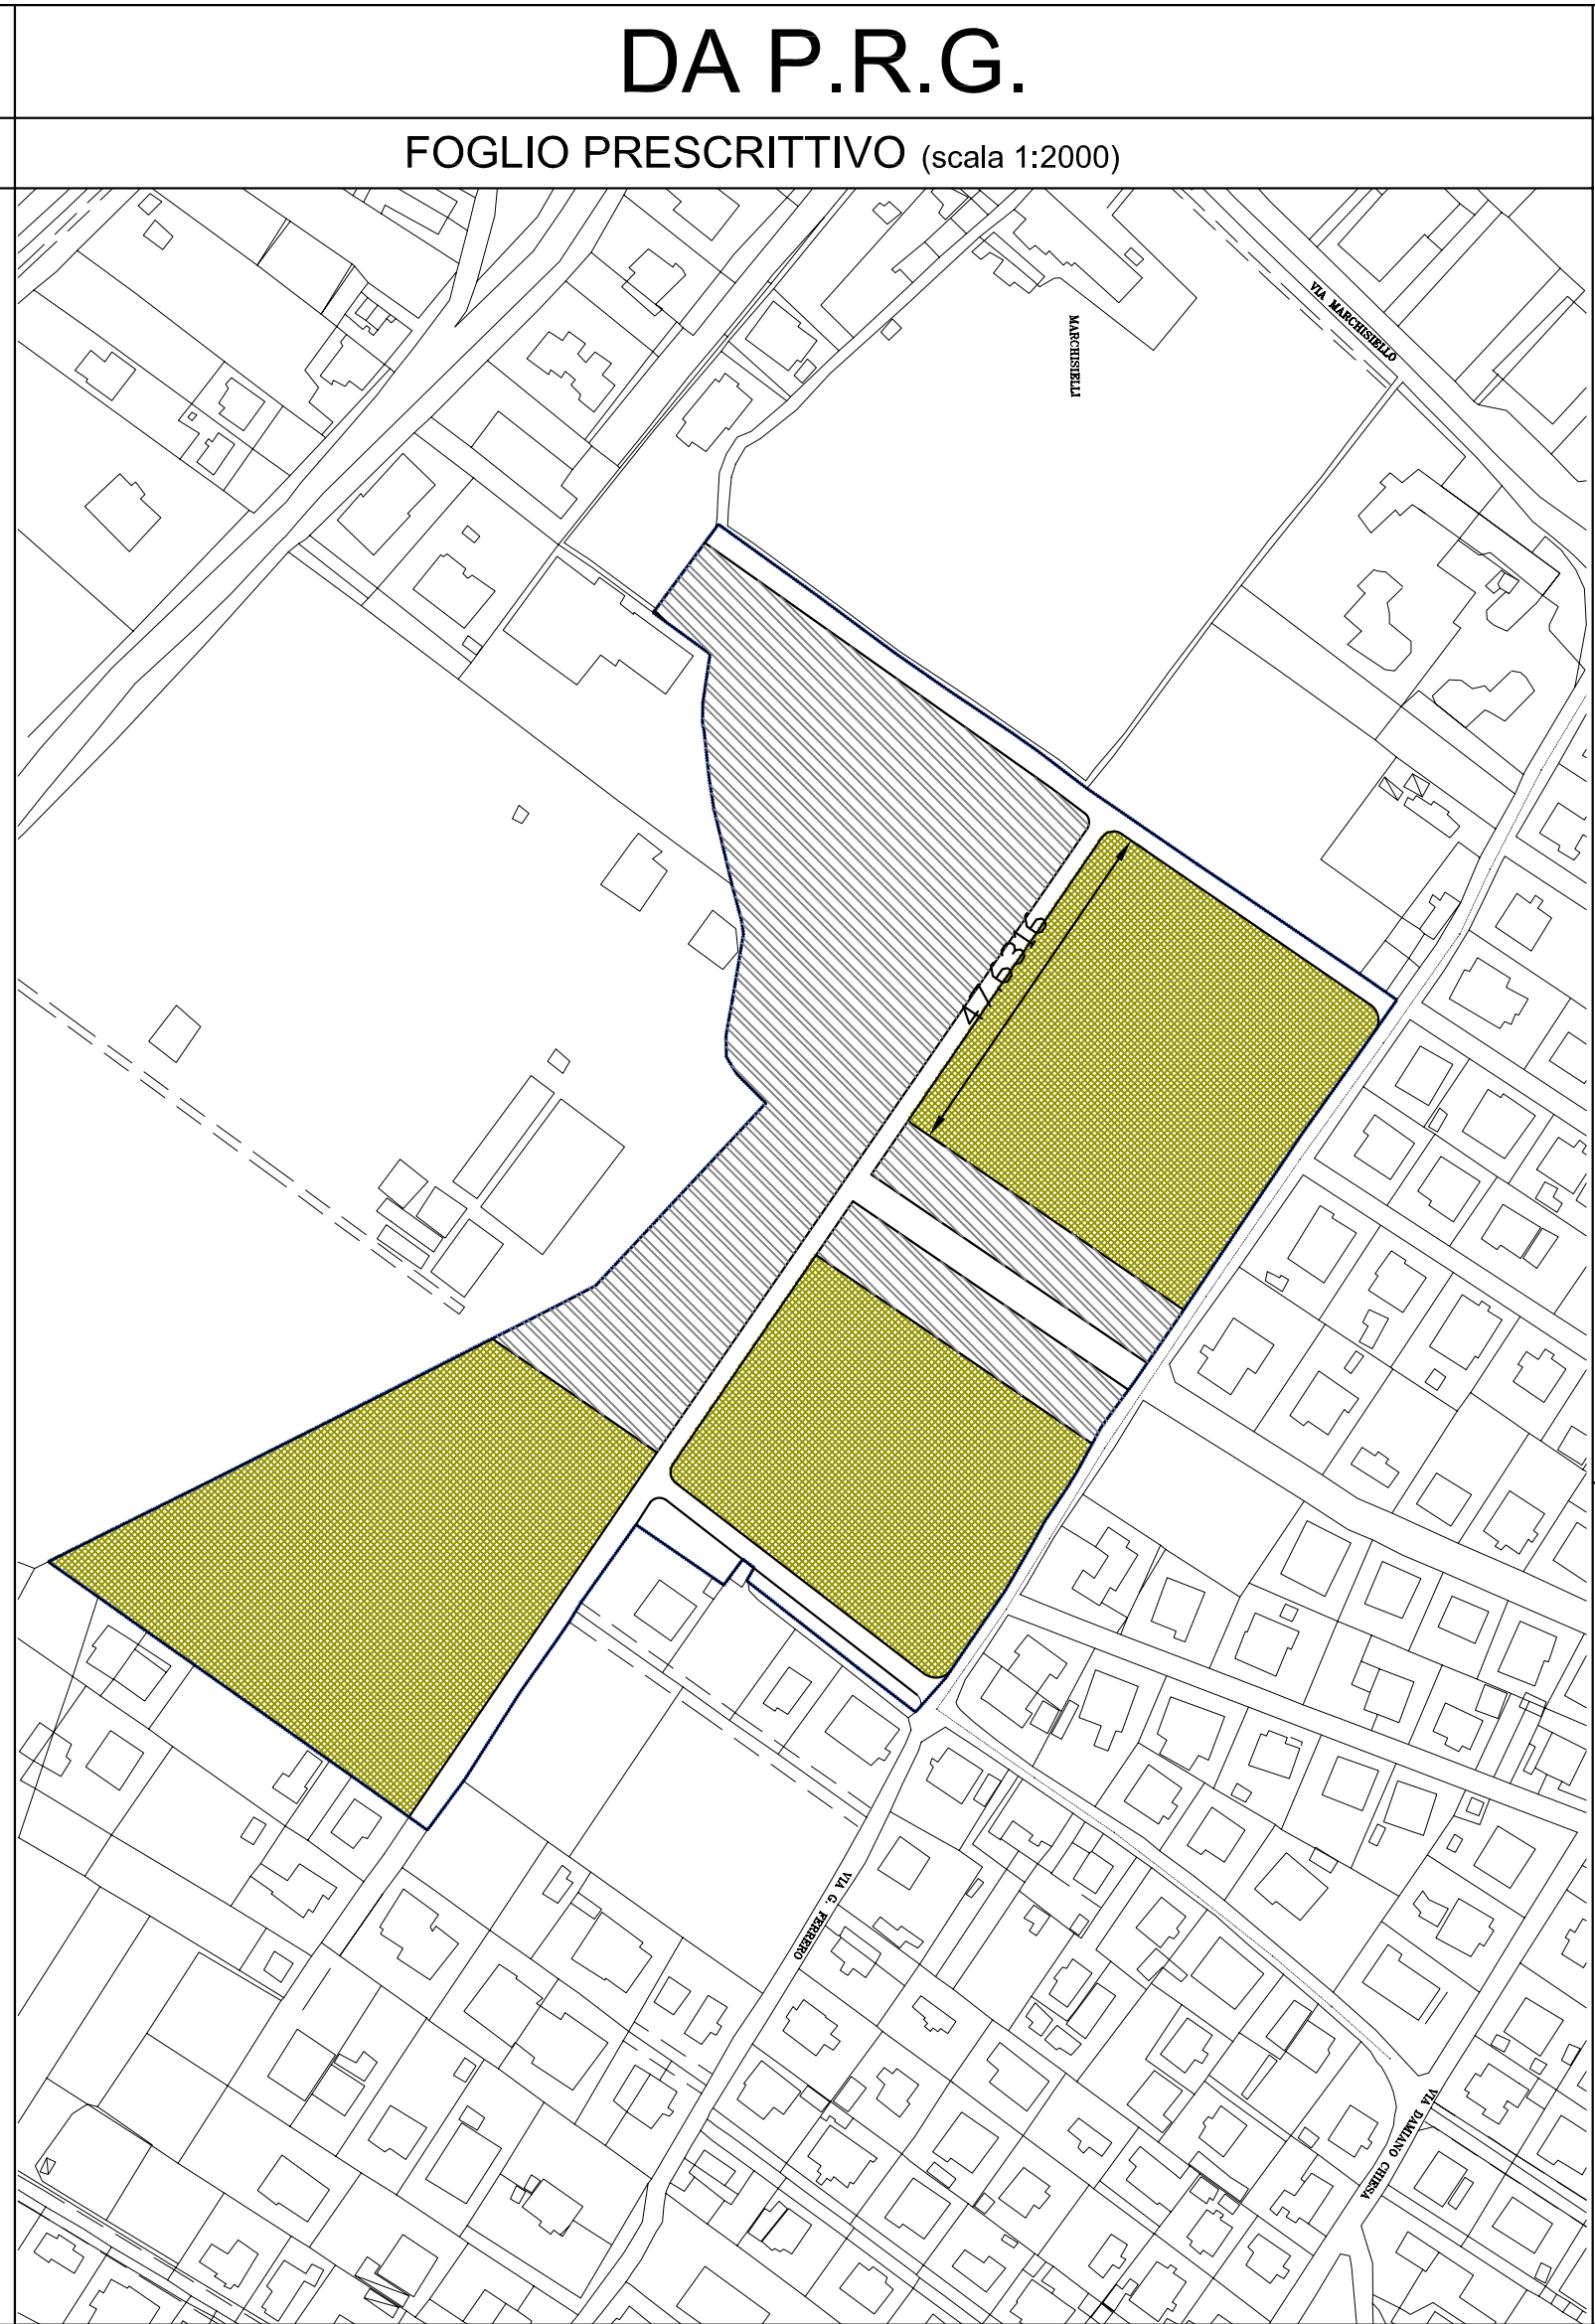 DA P.R.G.
FOGLIO PRESCRITTIVO (scala 1:2000)
VIA MARCHISIELLO
MARCHISIELLI
47,6316
VIA G. FERRERO
VIA DAMIANO CHIESA